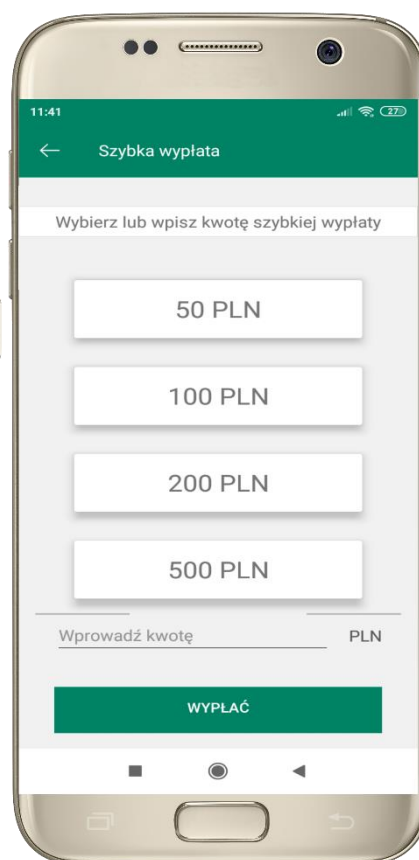 11:41
27
Szybka wypłata
Wybierz lub wpisz kwotę szybkiej wypłaty
50 PLN
100 PLN
200 PLN
500 PLN
Wprowadź kwotę PLN
WYPŁAĆ